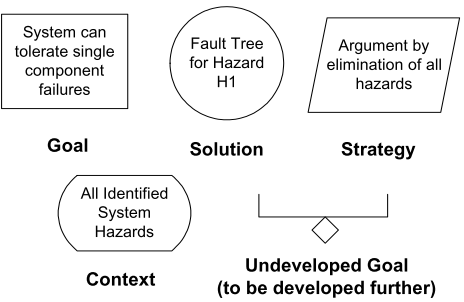 System can
tolerate single
component
failures
Goal
Fault Tree
for Hazard
H1
Solution
Argument by
elimination of all
hazards
Strategy
All Identified
System
Hazards
Context
Undeveloped Goal
(to be developed further)